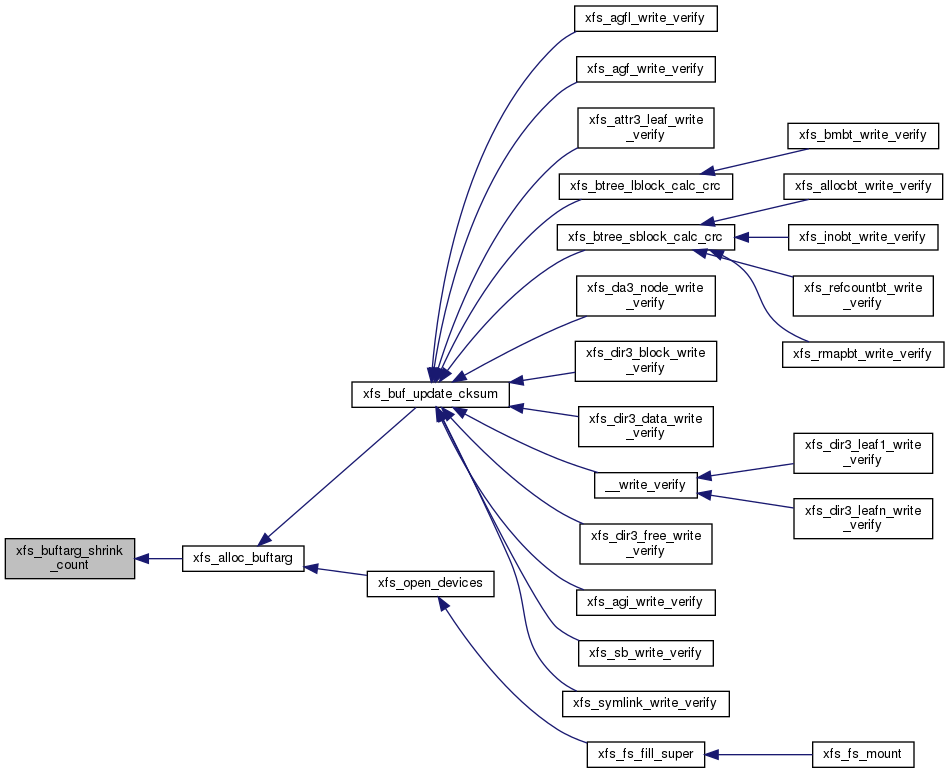 xfs_agfl_write_verify
xfs_agf_write_verify
xfs_attr3_leaf_write
_verify
xfs_bmbt_write_verify
xfs_btree_lblock_calc_crc
xfs_allocbt_write_verify
xfs_btree_sblock_calc_crc
xfs_inobt_write_verify
xfs_da3_node_write
_verify
xfs_refcountbt_write
_verify
xfs_rmapbt_write_verify
xfs_dir3_block_write
_verify
xfs_buf_update_cksum
xfs_dir3_data_write
_verify
xfs_dir3_leaf1_write
_verify
__write_verify
xfs_dir3_leafn_write
_verify
xfs_dir3_free_write
_verify
xfs_buftarg_shrink
_count
xfs_alloc_buftarg
xfs_open_devices
xfs_agi_write_verify
xfs_sb_write_verify
xfs_symlink_write_verify
xfs_fs_fill_super
xfs_fs_mount